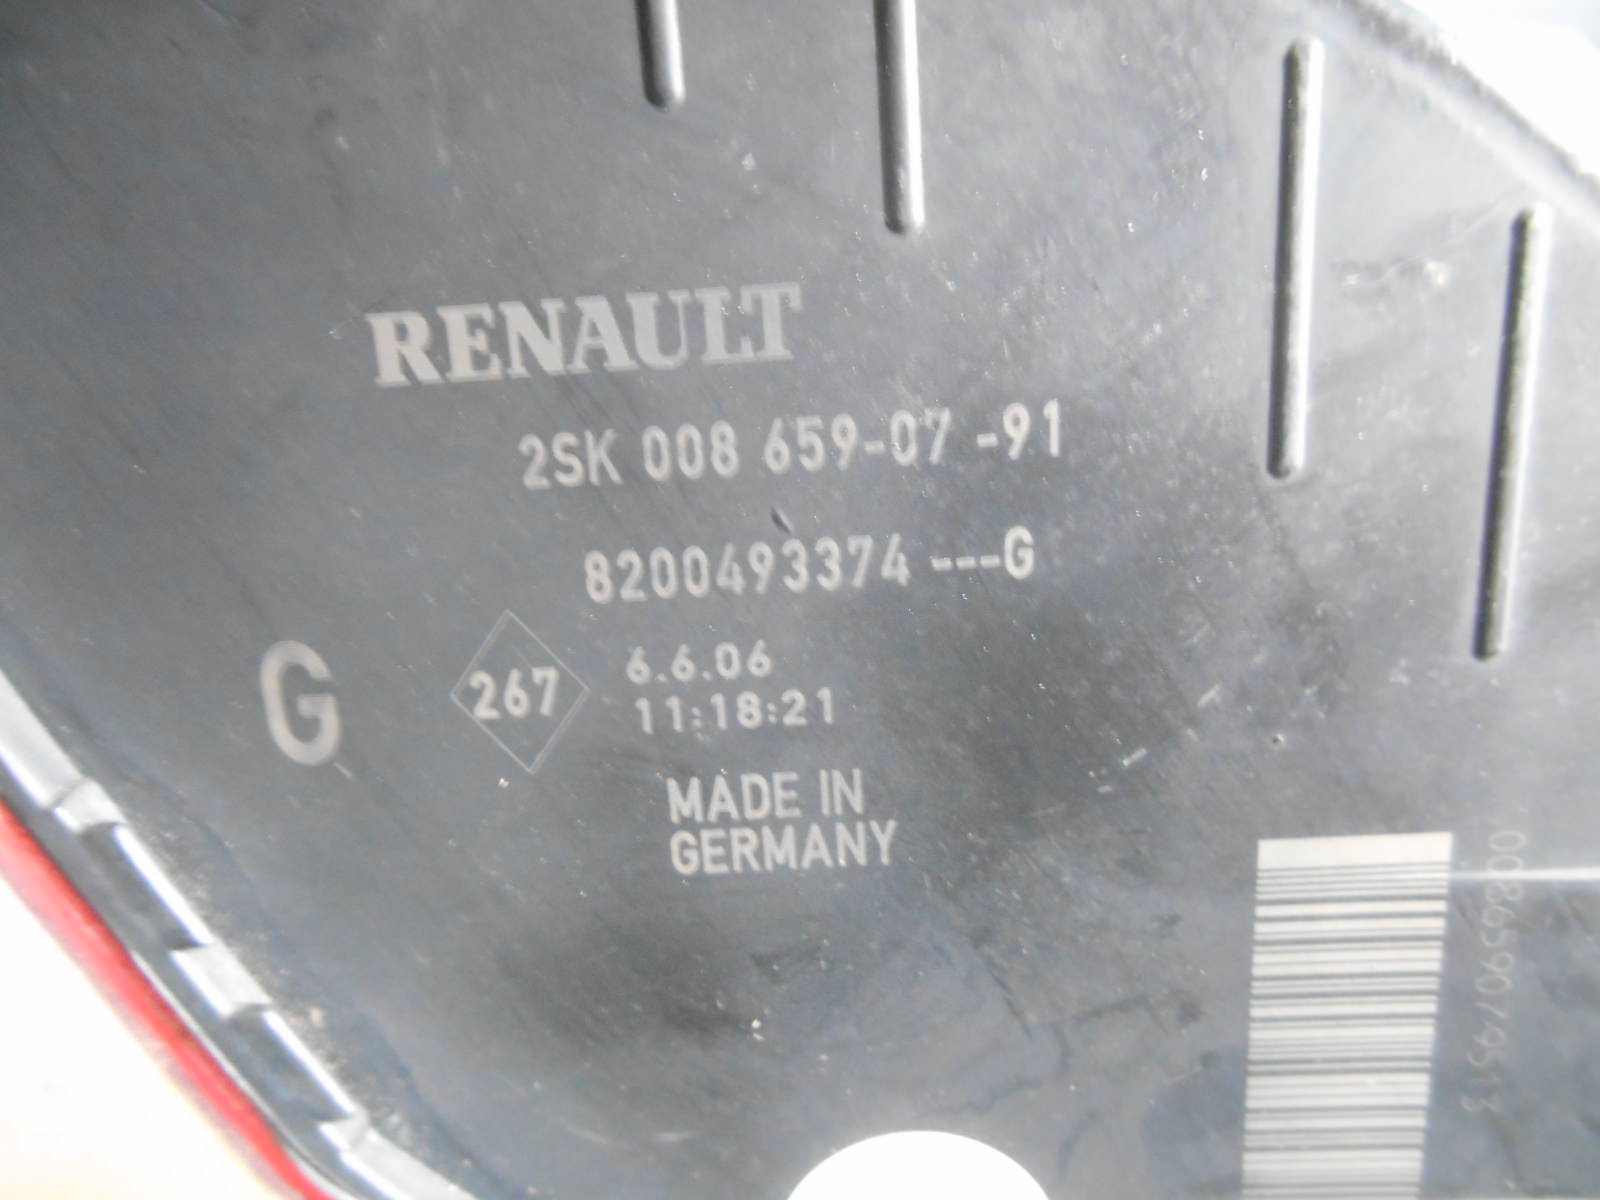 RENAULT
2SK 008 659-07 -91
8200493374 ---G
G
267
6.6.06
11:18:21
MADE IN
GERMANY